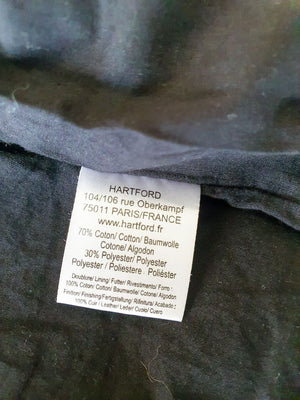 HARTFORD
104/106 rue Oberkampf
75011 PARIS/FRANCE
www.hartford.fr
70% Coton/ Cotton/ Baumwolle
Cotone/ Algodon
30% Polyester/ Polyester
Polyester / Poliestere . Poliéster
Doublure/ Lining/ Futter/ Rivestimento/ Forro :
100% Coton/ Cotton/ Baumwolle/ Cotone/ Algodon
Finition/ Finishing/Fertigstellung/ Rifinitura/ Acabado :
100% Cuir / Leather/ Leder/ Cuoio/ Cuero